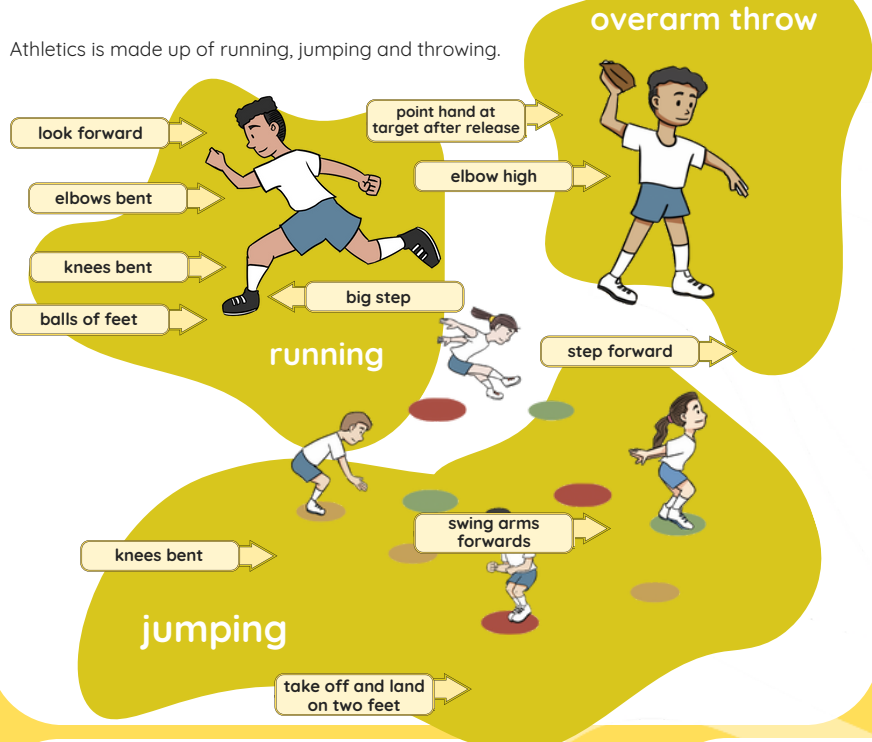 overarm throw
Athletics is made up of running, jumping and throwing.
look forward
elbows bent
knees bent
balls of feet
big step
running
point hand at
target after release
elbow high
step forward
swing arms
forwards
knees bent
jumping
take off and land
on two feet